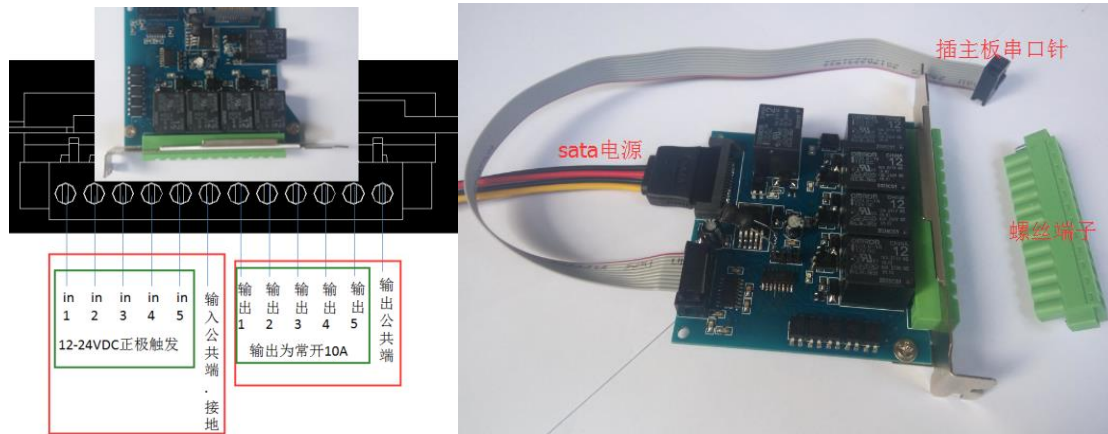 in
1
in
2
in
3
in
4
in
5
12-24VDC正极触发
输入公共端.接地
输出1
输出2
输出3
输出4
输出5
输出为常开10A
输出公共端
插主板串口针
sata电源
螺丝端子
12
12
12